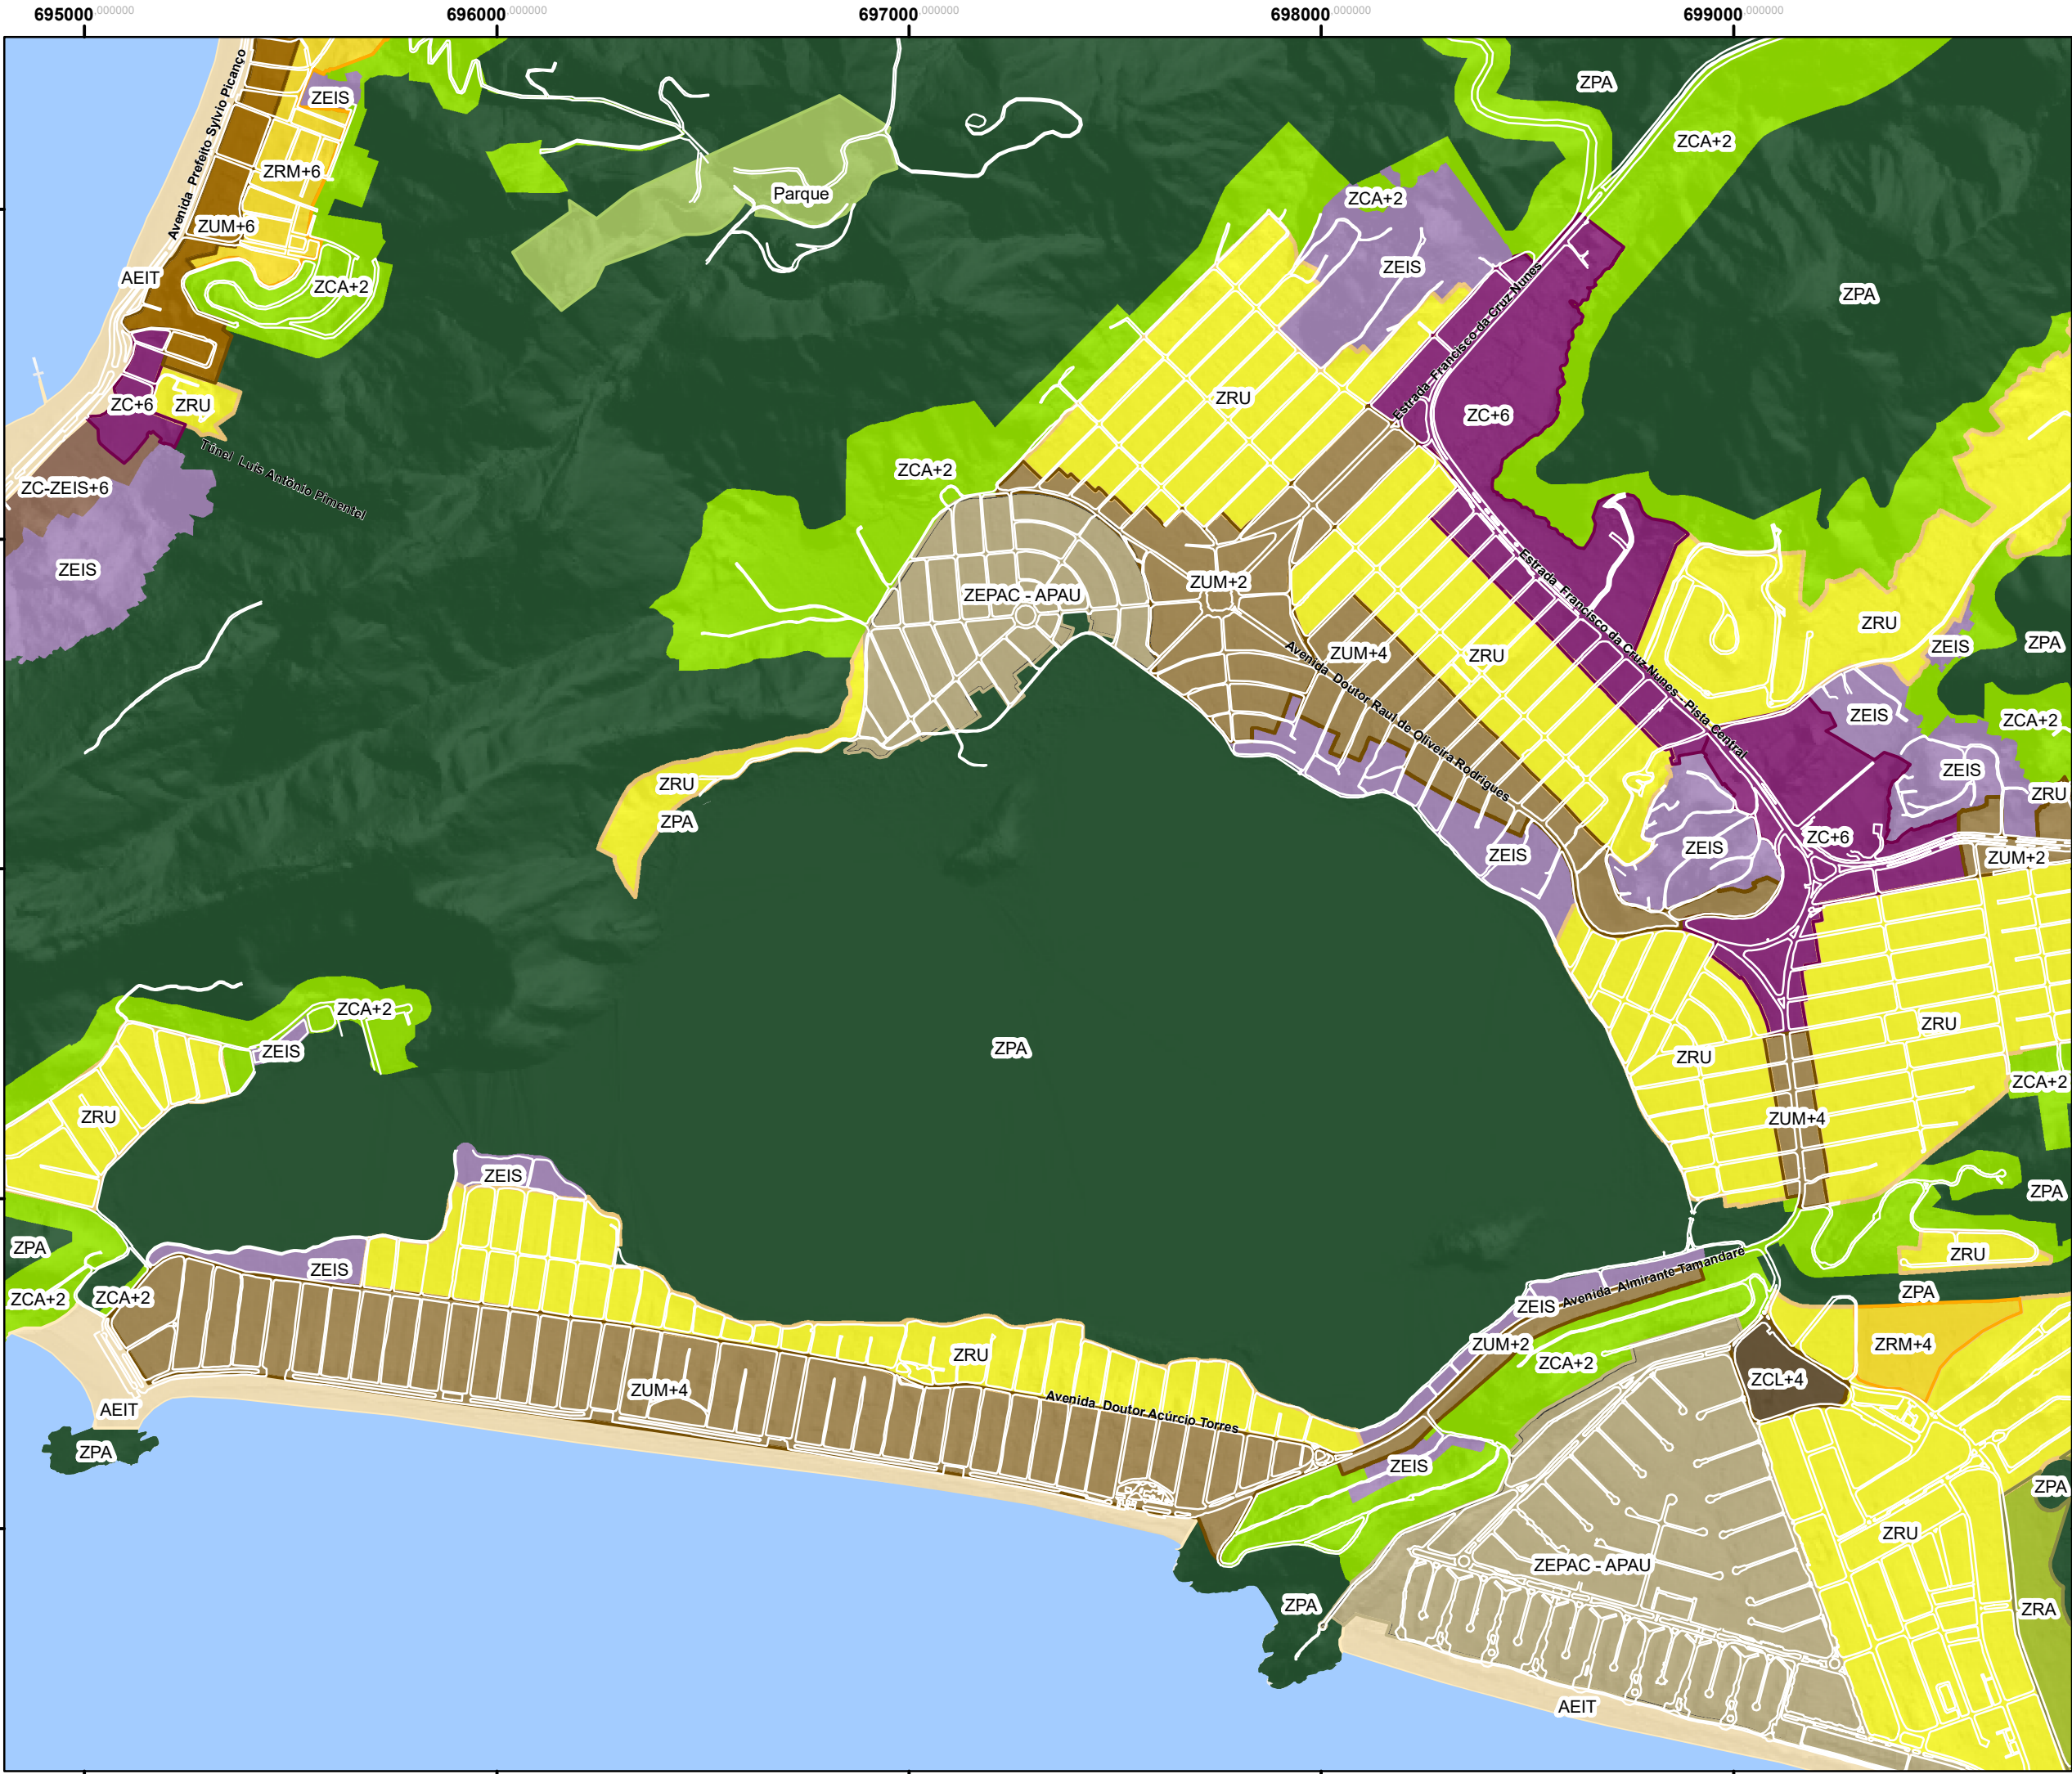 695000.000000 696000.000000 697000.000000 698000.000000 699000.000000
Avenida Prefeito Sylvio Picanço
ZEIS
ZPA
ZCA+2
ZRM+6
Parque
ZCA+2
ZUM+6
ZEIS
AEIT
ZCA+2
ZPA
Estrada Francisco da Cruz Nunes
ZRU
ZC+6
ZRU
ZC+6
Túnel Luis Antônio Pimentel
ZCA+2
ZC-ZEIS+6
ZEIS
ZUM+2
ZEPAC - APAU
Estrada Francisco da Cruz Nunes - Pista Central
ZRU
ZPA
ZEIS
ZUM+4
ZRU
Avenida Doutor Raul de Oliveira Rodrigues
ZEIS
ZCA+2
ZEIS
ZRU
ZRU
ZPA
ZC+6
ZEIS
ZEIS
ZUM+2
ZCA+2
ZRU
ZEIS
ZPA
ZRU
ZCA+2
ZRU
ZUM+4
ZEIS
ZPA
ZPA
ZRU
ZEIS
Avenida Almirante Tamandaré
ZPA
ZCA+2
ZCA+2
ZEIS
ZUM+2
ZRM+4
ZRU
ZCA+2
ZCL+4
ZUM+4
Avenida Doutor Acúrcio Torres
AEIT
ZPA
ZEIS
ZPA
ZRU
ZEPAC - APAU
ZPA
ZRA
AEIT